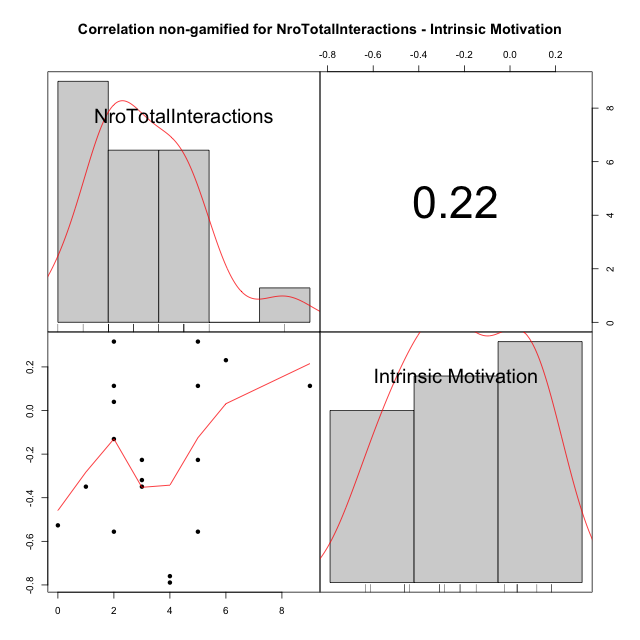 Correlation non-gamified for NroTotalInteractions - Intrinsic Motivation
-0.8 -0.6 -0.4 -0.2 0.0 0.2
NroTotalInteractions
0.22
8
6
4
2
0
Intrinsic Motivation
0.2
0.0
-0.2
-0.4
-0.6
-0.8
0 2 4 6 8